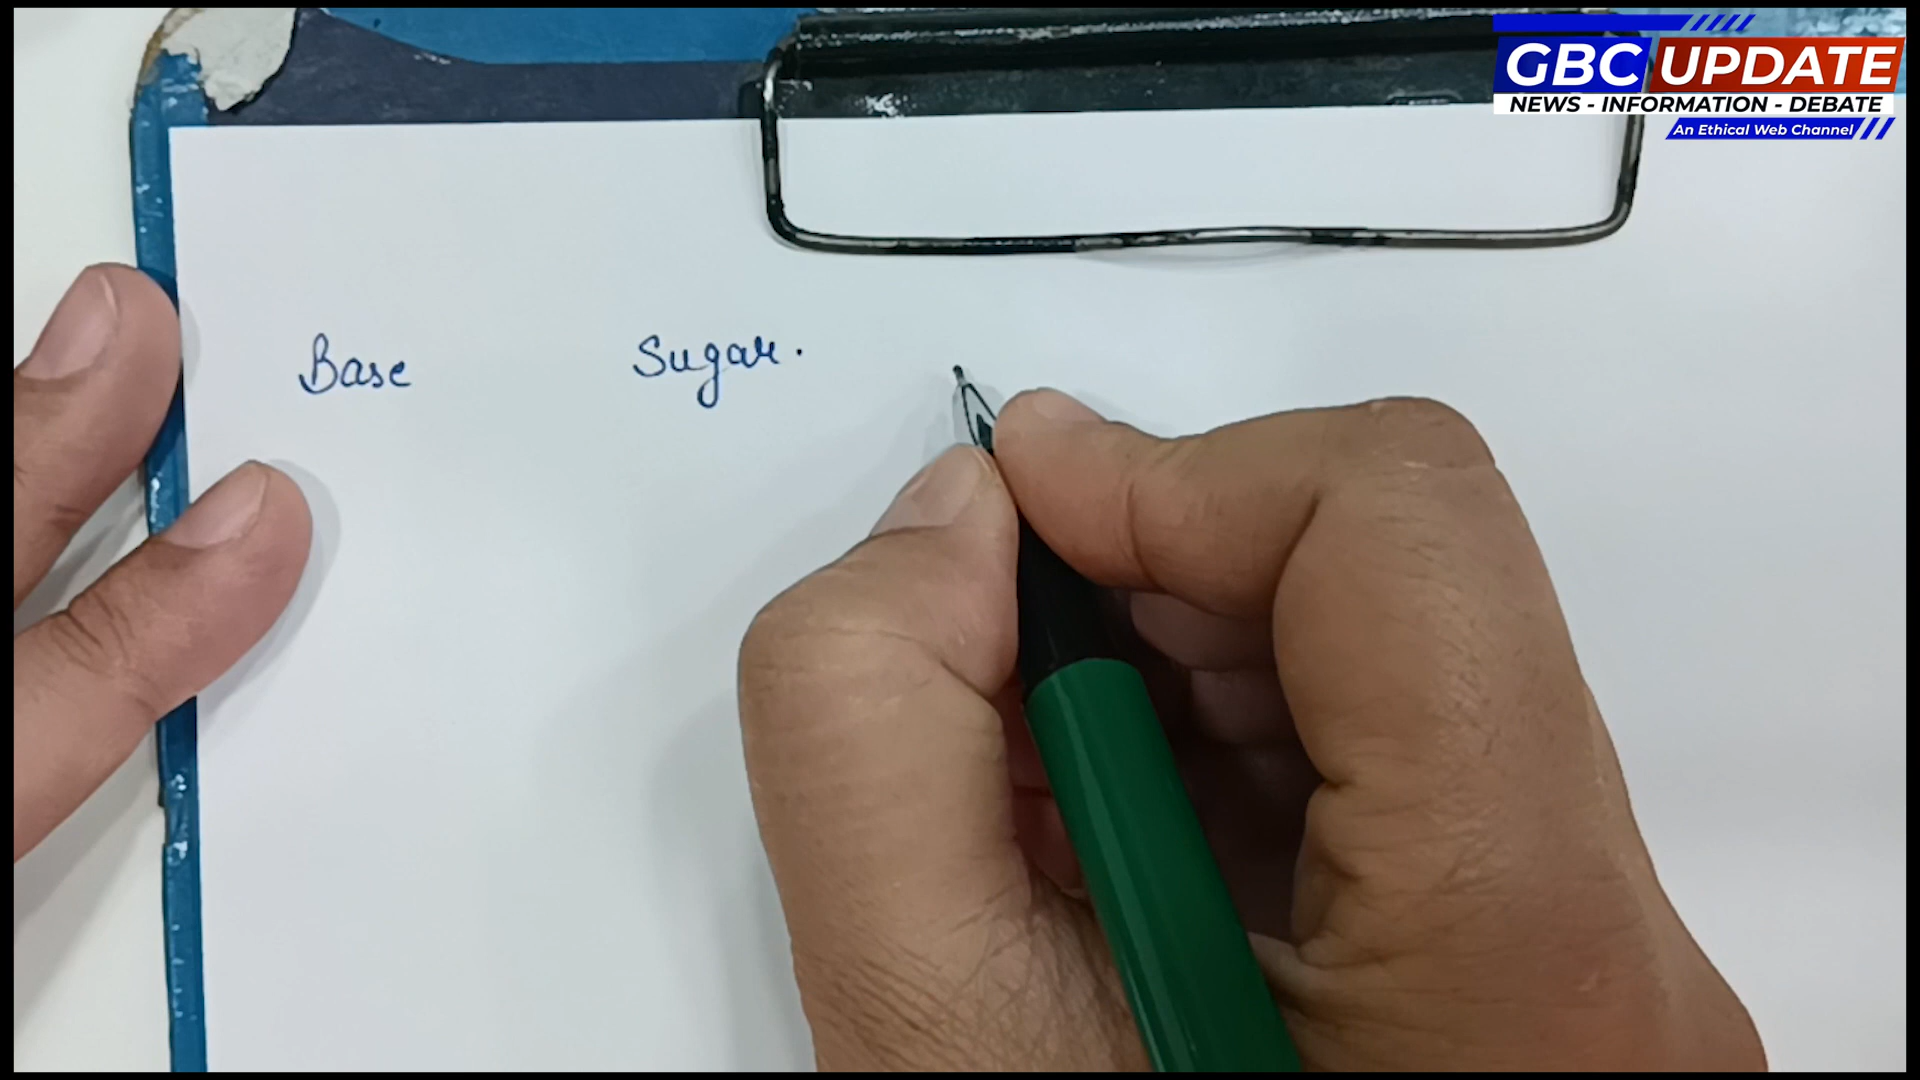 GBC UPDATE
NEWS - INFORMATION - DEBATE
An Ethical Web Channel
Base Sugar.